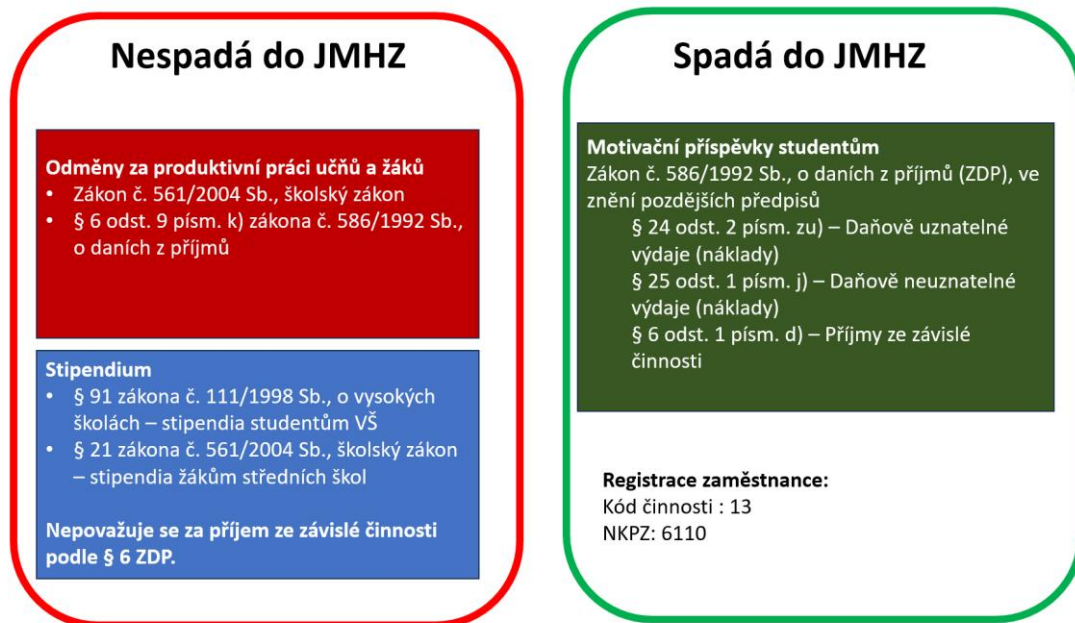 Nespadá do JMHZ
Odměny za produktivní práci učňů a žáků
• Zákon č. 561/2004 Sb., školský zákon
• § 6 odst. 9 písm. k) zákona č. 586/1992 Sb.,
o daních z příjmů
Stipendium
• § 91 zákona č. 111/1998 Sb., o vysokých
školách – stipendia studentům VŠ
• § 21 zákona č. 561/2004 Sb., školský zákon
– stipendia žákům středních škol
Nepovažuje se za příjem ze závislé činnosti
podle § 6 ZDP.
Spadá do JMHZ
Motivační příspěvky studentům
Zákon č. 586/1992 Sb., o daních z příjmů (ZDP), ve
znění pozdějších předpisů
§ 24 odst. 2 písm. zu) – Daňově uznatelné
výdaje (náklady)
§ 25 odst. 1 písm. j) – Daňově neuznatelné
výdaje (náklady)
§ 6 odst. 1 písm. d) – Příjmy ze závislé
činnosti
Registrace zaměstnance:
Kód činnosti : 13
NKPZ: 6110